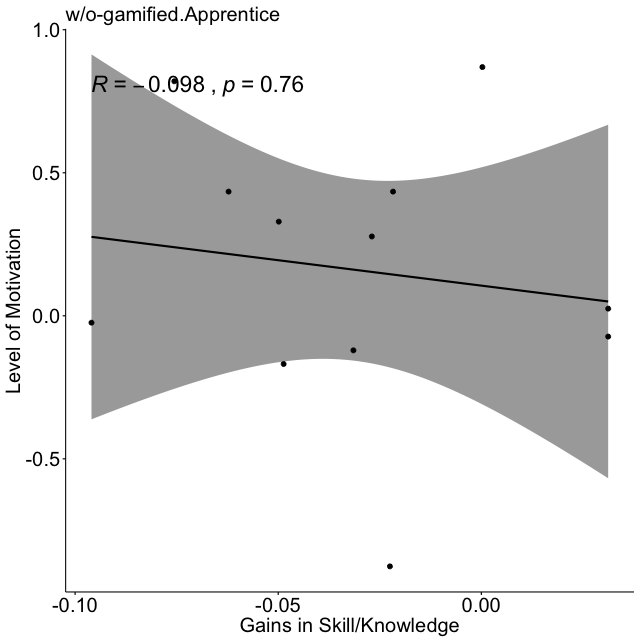 w/o-gamified.Apprentice
1.0
R = −0.098 , p = 0.76
0.5
0.0
-0.5
Level of Motivation
-0.10 -0.05 0.00
Gains in Skill/Knowledge